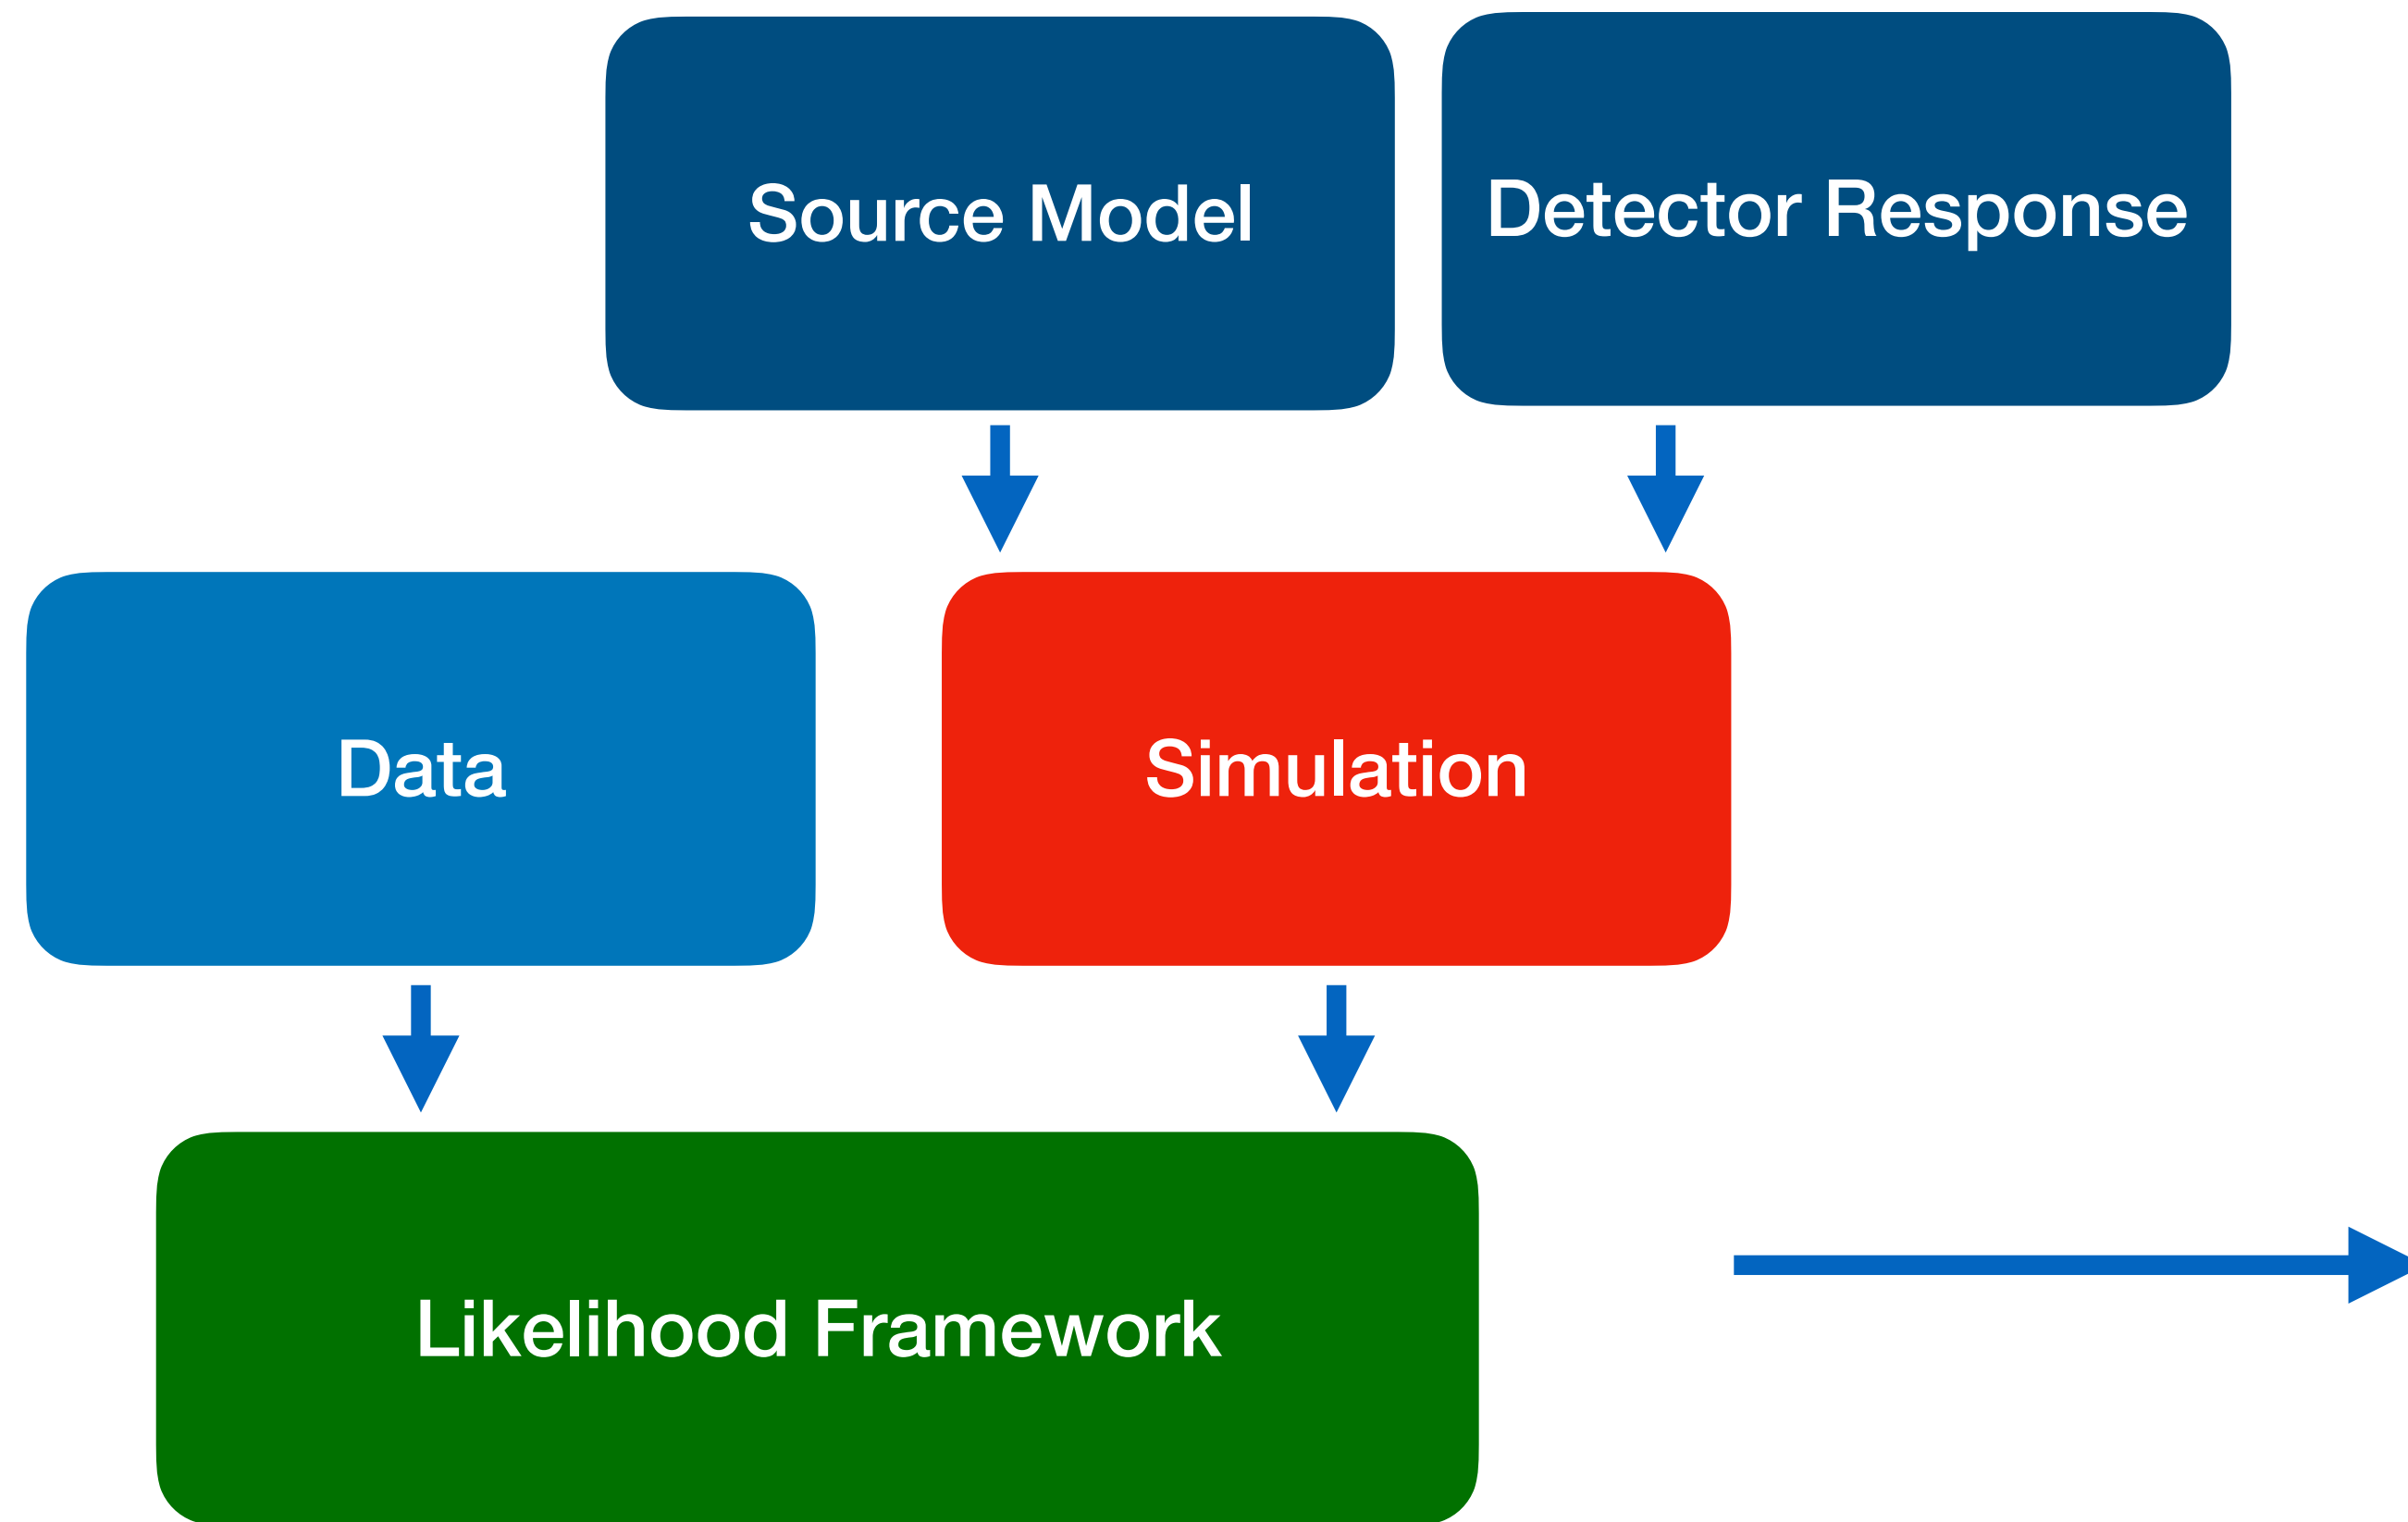 Source Model
Detector Response
Data
Simulation
Likelihood Framework